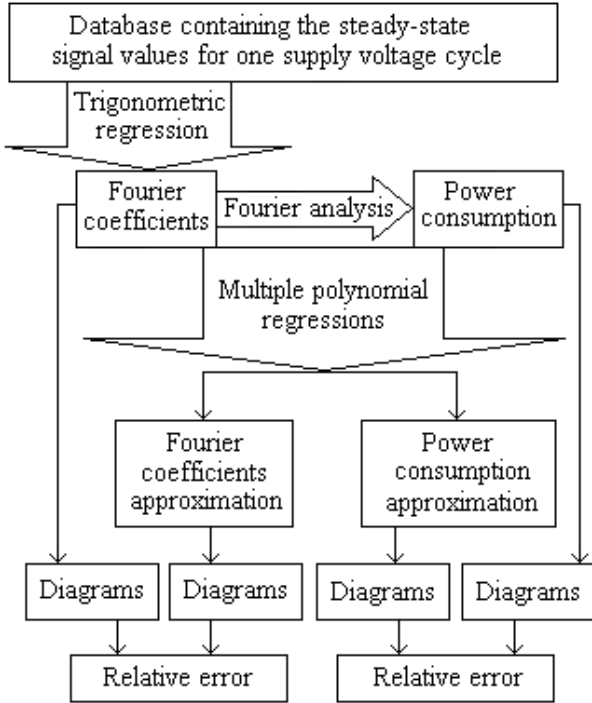 Database containing the steady-state
signal values for one supply voltage cycle
Trigonometric
regression
Fourier
coefficients
Fourier analysis
Power
consumption
Multiple polynomial
regressions
Fourier
coefficients
approximation
Power
consumption
approximation
Diagrams
Diagrams
Diagrams
Diagrams
Relative error
Relative error